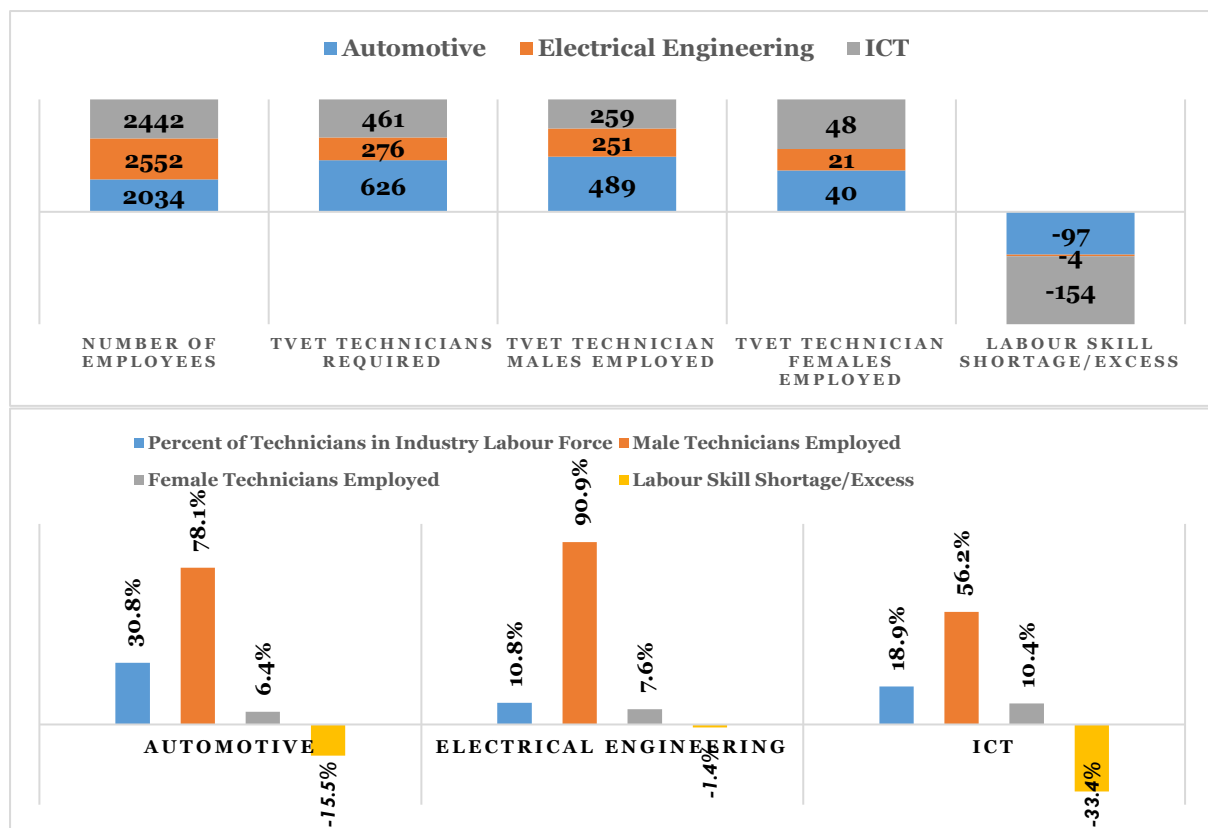 Automotive Electrical Engineering ICT
2442 461 259 48
2552 276 251 21
2034 626 489 40
-97
-4
-154
NUMBER OF EMPLOYEES
TVET TECHNICIANS REQUIRED
TVET TECHNICIAN MALES EMPLOYED
TVET TECHNICIAN FEMALES EMPLOYED
LABOUR SKILL SHORTAGE/EXCESS
Percent of Technicians in Industry Labour Force Male Technicians Employed
Female Technicians Employed Labour Skill Shortage/Excess
30.8% 78.1% 6.4% -15.5%
10.8% 90.9% 7.6% -1.4%
18.9% 56.2% 10.4% -33.4%
AUTOMOTIVE ELECTRICAL ENGINEERING ICT